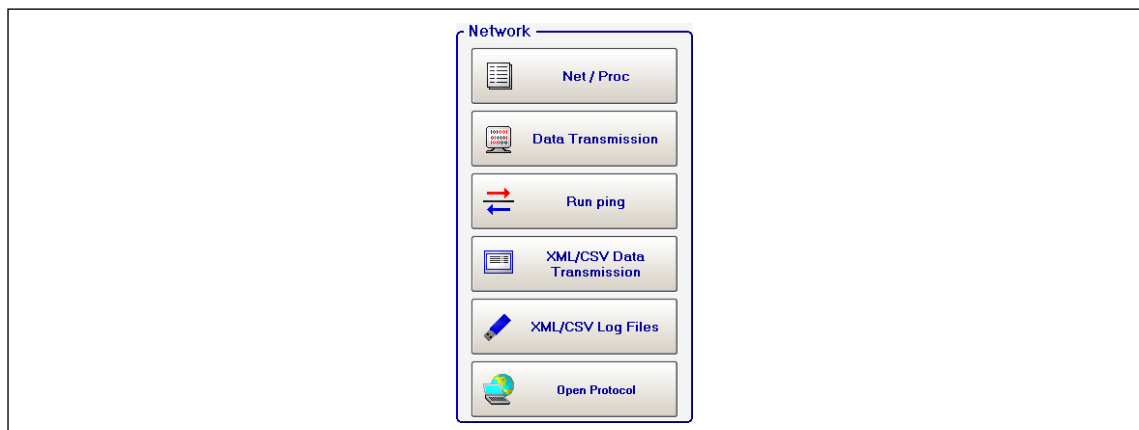 Network
Net / Proc
Data Transmission
Run ping
XML/CSV Data
Transmission
XML/CSV Log Files
Open Protocol